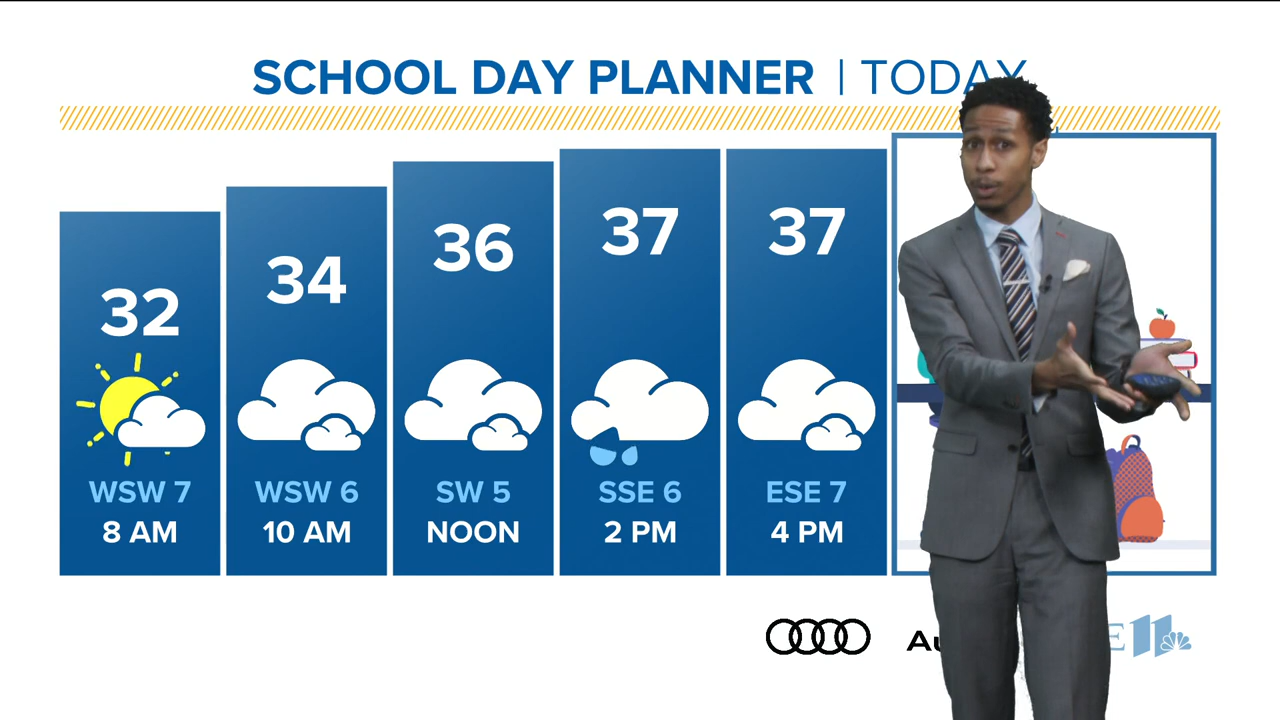 SCHOOL DAY PLANNER | TODAY
32 34 36 37 37
WSW 7 WSW 6 SW 5 SSE 6 ESE 7
8 AM 10 AM NOON 2 PM 4 PM
11